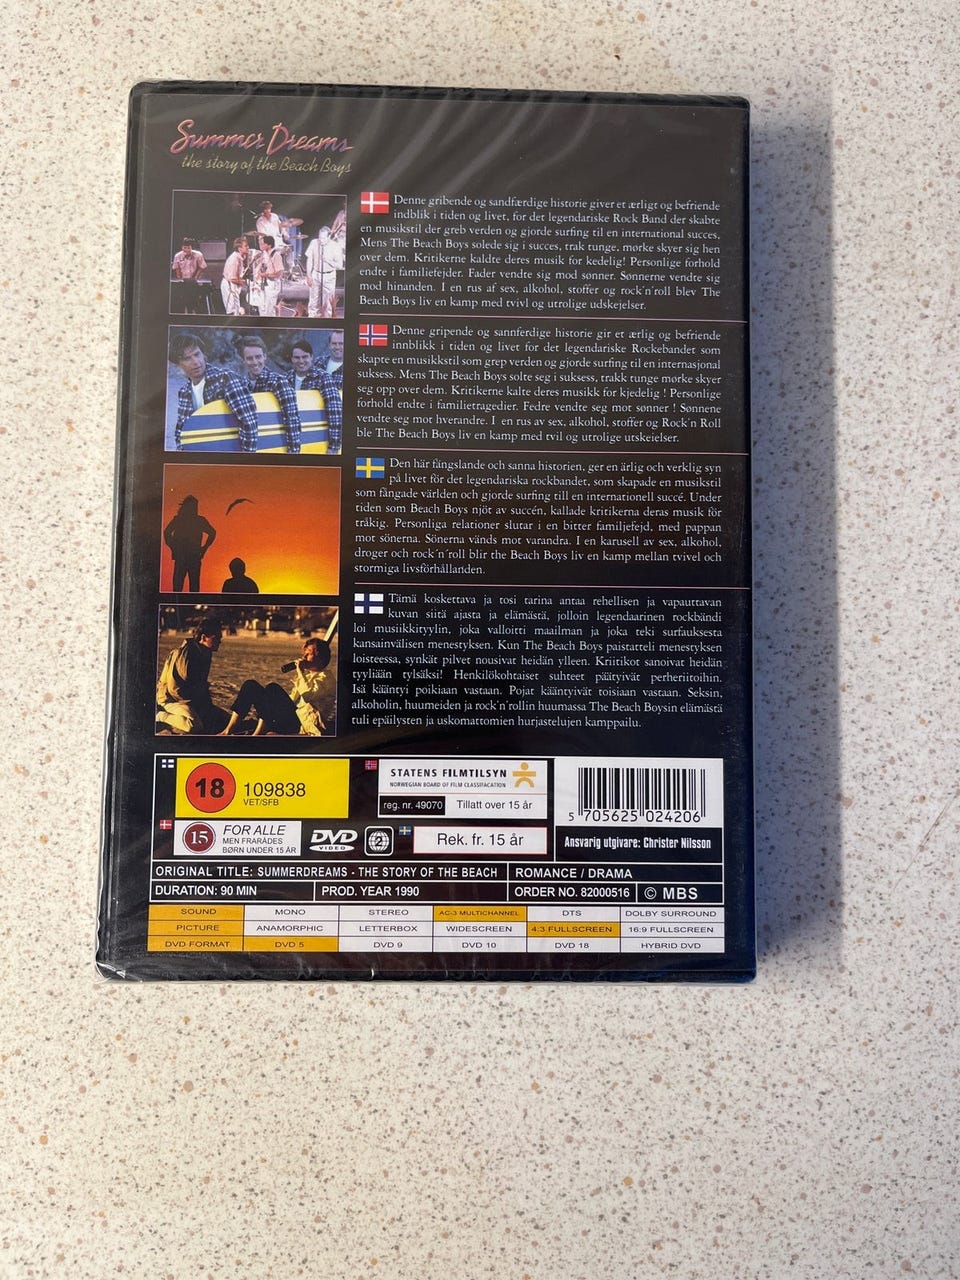 Summer Dreams
the story of the Beach Boys
Denne gribende og sandfærdige historie giver et ærligt og befriende
indblik i tiden og livet, for det legendariske Rock Band der skabte
en musikstil der greb verden og gjorde surfing til en international succes.
Mens The Beach Boys solede sig i succes, trak tunge, mørke skyer sig hen
over dem. Kritikerne kaldte deres musik for kedelig! Personlige forhold
endte i familiefejder. Fader vendte sig mod sønner. Sønnerne vendte sig
mod hinanden. I en rus af sex, alkohol, stoffer og rock'n'roll blev The
Beach Boys liv en kamp med tvivl og utrolige udskejelser.
Denne gripende og sannferdige historie gir et ærlig og befriende
innblikk i tiden og livet for det legendariske Rockebandet som
skapte en musikkstil som grep verden og gjorde surfing til en internasjonal
suksess. Mens The Beach Boys solte seg i suksess, trakk tunge mørke skyer
seg opp over dem. Kritikerne kalte deres musikk for kjedelig ! Personlige
forhold endte i familietragedier. Fedre vendte seg mot sønner ! Sønnene
vendte seg mot hverandre. I en rus av sex, alkohol, stoffer og Rock'n Roll
ble The Beach Boys liv en kamp med tvil og utrolige utskeielser.
Den här fängslande och sanna historien, ger en ärlig och verklig syn
på livet för det legendariska rockbandet, som skapade en musikstil
som fångade världen och gjorde surfing till en internationell succé. Under
tiden som Beach Boys njöt av succén, kallade kritikerna deras musik för
tråkig. Personliga relationer slutar i en bitter familjefejd, med pappan
mot sönerna. Sönerna vänds mot varandra. I en karusell av sex, alkohol,
droger och rock'n'roll blir the Beach Boys liv en kamp mellan tvivel och
stormiga livsförhållanden.
Tämä koskettava ja tosi tarina antaa rehellisen ja vapauttavan
kuvan siitä ajasta ja elämästä, jolloin legendaarinen rockbändi
loi musiikkityylin, joka valloitti maailman ja joka teki surfauksesta
kansainvälisen menestyksen. Kun The Beach Boys paistatteli menestyksen
loisteessa, synkät pilvet nousivat heidän ylleen. Kriitikot sanoivat heidän
tyyliään tylsäksi! Henkilökohtaiset suhteet päätyivät perheriitoihin.
Isä kääntyi poikiaan vastaan. Pojat kääntyivät toisiaan vastaan. Seksin,
alkoholin, huumeiden ja rock'n'rollin huumassa The Beach Boysin elämästä
tuli epäilysten ja uskomattomien hurjastelujen kamppailu.
18 109838
VET/SFB
STATENS FILMTILSYN
NORWEGIAN BOARD OF FILM CLASSIFICATION
reg. nr. 49070 Tillatt over 15 år
5 705625 024206
15 FOR ALLE
MEN FRARÅDES
BØRN UNDER 15 ÅR
DVD
VIDEO
2
Rek. fr. 15 år
Ansvarig utgivare: Christer Nilsson
ORIGINAL TITLE: SUMMERDREAMS - THE STORY OF THE BEACH ROMANCE / DRAMA
DURATION: 90 MIN PROD. YEAR 1990 ORDER NO. 82000516 © MBS
SOUND MONO STEREO AC-3 MULTICHANNEL DTS DOLBY SURROUND
PICTURE ANAMORPHIC LETTERBOX WIDESCREEN 4:3 FULLSCREEN 16:9 FULLSCREEN
DVD FORMAT DVD 5 DVD 9 DVD 10 DVD 18 HYBRID DVD